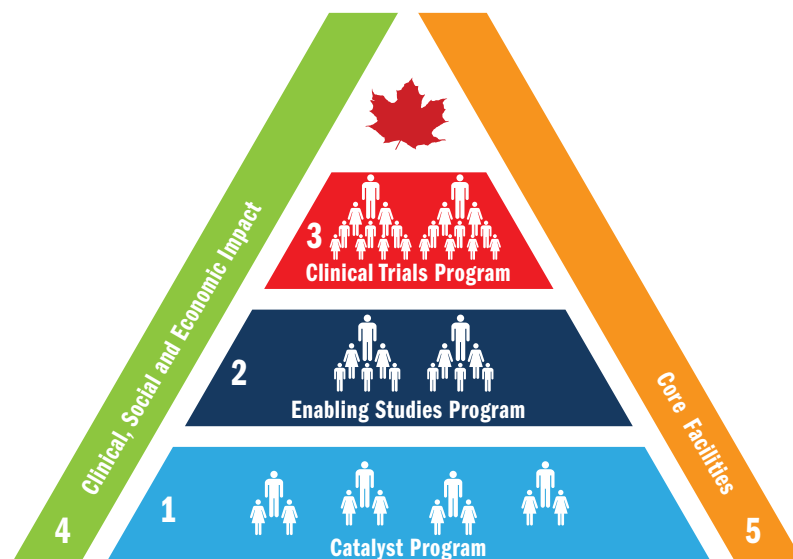 3
Clinical Trials Program
2
Enabling Studies Program
1
Catalyst Program
4
Clinical, Social and Economic Impact
Core Facilities
5